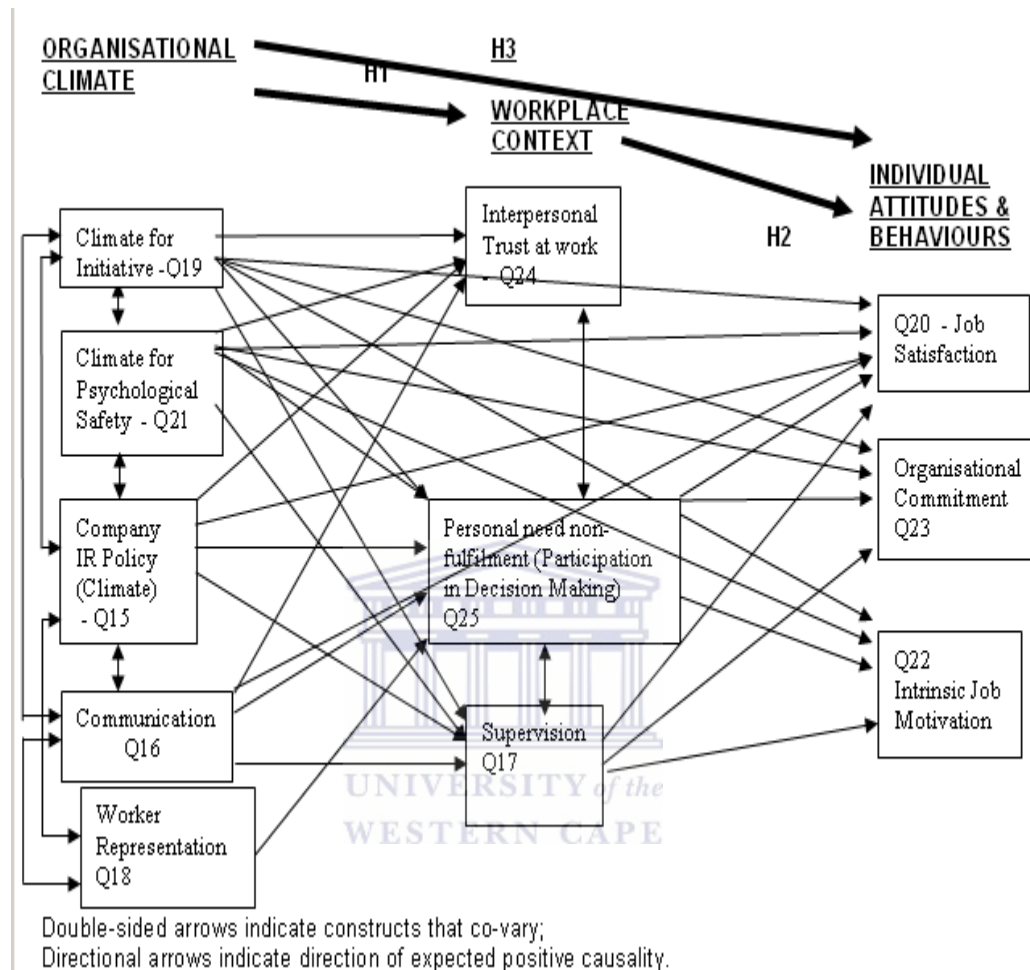 ORGANISATIONAL
CLIMATE
H3
H1
WORKPLACE
CONTEXT
INDIVIDUAL
ATTITUDES &
BEHAVIOURS
H2
Climate for
Initiative -Q19
Interpersonal
Trust at work
- Q24
Climate for
Psychological
Safety - Q21
Q20 - Job
Satisfaction
Company
IR Policy
(Climate)
- Q15
Personal need non-
fulfilment (Participation
in Decision Making)
Q25
Organisational
Commitment
Q23
Communication
Q16
Supervision
Q17
Q22
Intrinsic Job
Motivation
Worker
Representation
Q18
UNIVERSITY of the
WESTERN CAPE
Double-sided arrows indicate constructs that co-vary;
Directional arrows indicate direction of expected positive causality.